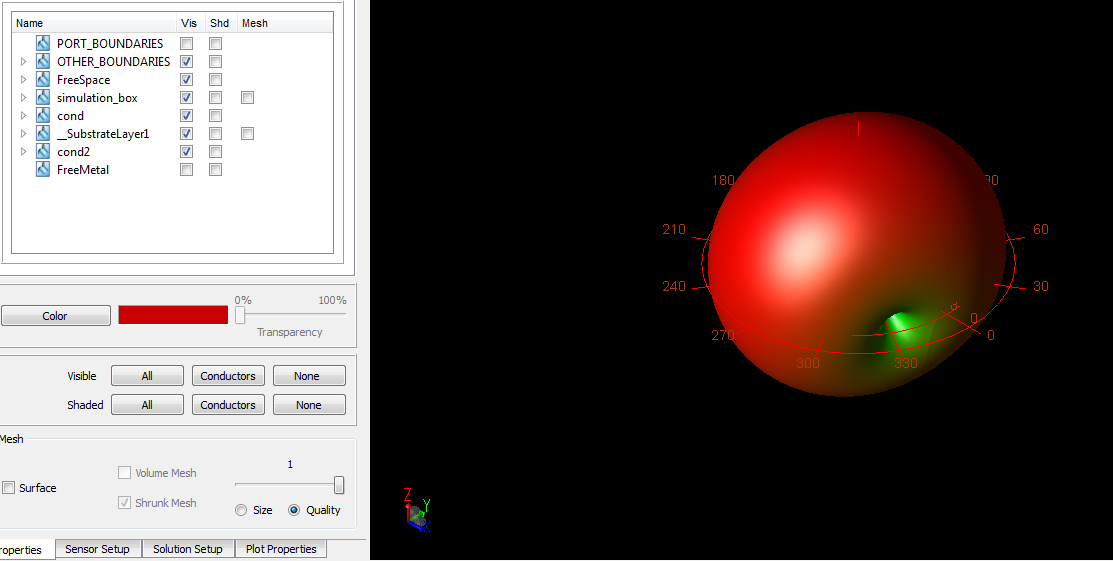 Name Vis Shd Mesh
PORT_BOUNDARIES
OTHER_BOUNDARIES
FreeSpace
simulation_box
cond
__SubstrateLayer1
cond2
FreeMetal
Color 0% 100%
Transparency
Visible All Conductors None
Shaded All Conductors None
Mesh
1
Volume Mesh
Surface
Shrunk Mesh
Size Quality
roperties Sensor Setup Solution Setup Plot Properties
180 90
210 60
240 30
270 0 0
300 330
Z
Y
X